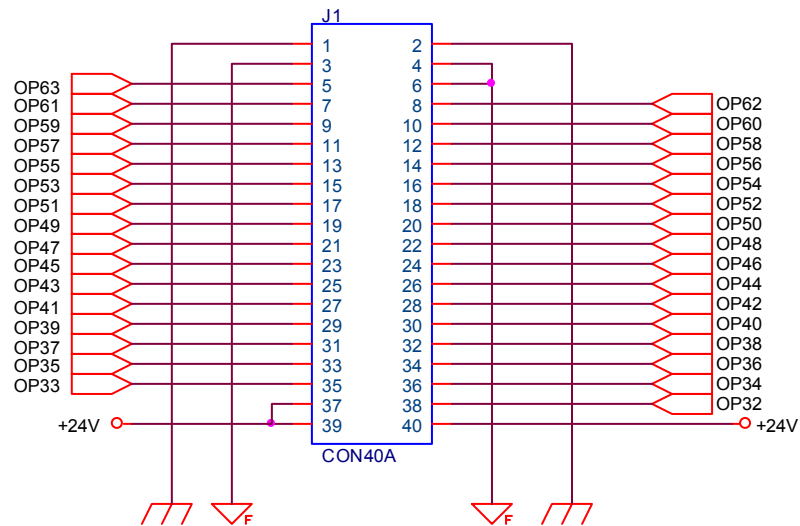 J1
1 2
3 4
OP63 5 6
OP61 7 8 OP62
OP59 9 10 OP60
OP57 11 12 OP58
OP55 13 14 OP56
OP53 15 16 OP54
OP51 17 18 OP52
OP49 19 20 OP50
OP47 21 22 OP48
OP45 23 24 OP46
OP43 25 26 OP44
OP41 27 28 OP42
OP39 29 30 OP40
OP37 31 32 OP38
OP35 33 34 OP36
OP33 35 36 OP34
37 38 OP32
+24V 39 40 +24V
CON40A
F F